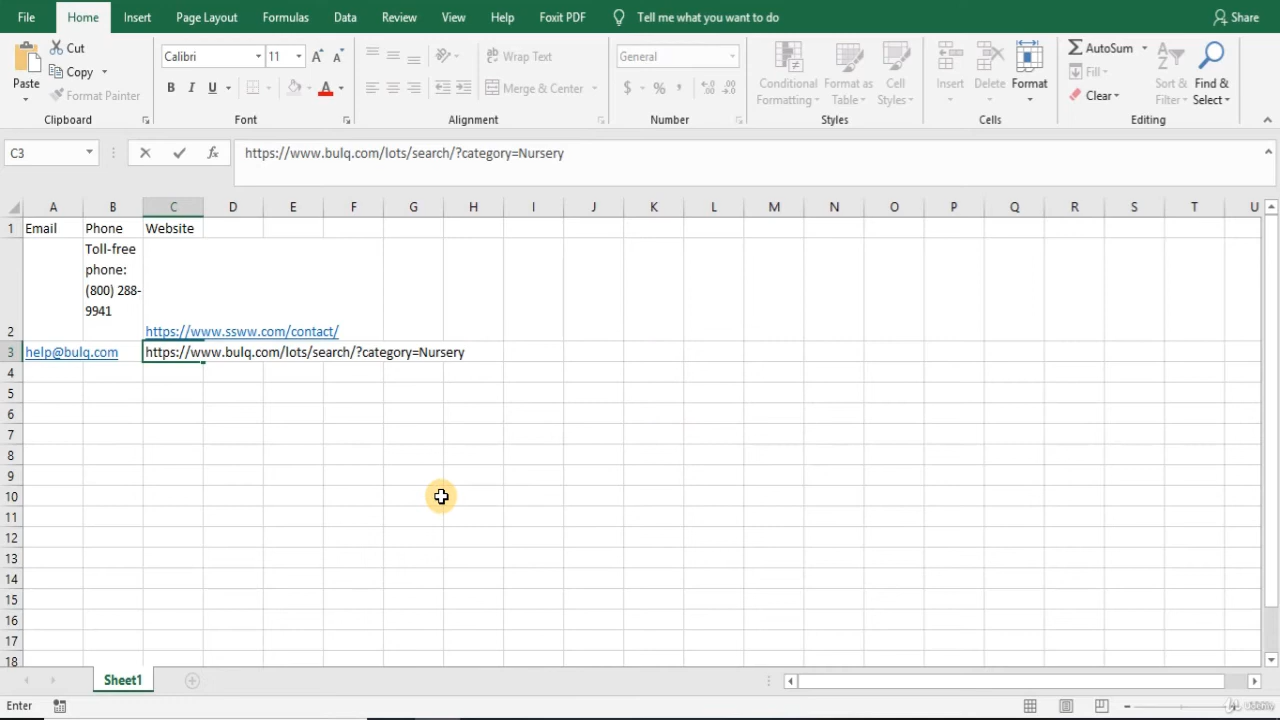 File Home Insert Page Layout Formulas Data Review View Help Foxit PDF Tell me what you want to do Share
Paste
Cut
Copy
Format Painter
Clipboard
Calibri 11
B I U
Font
Wrap Text
Merge & Center
Alignment
General
$ % ,
Number
Conditional
Formatting
Format as
Table
Cell
Styles
Styles
Insert Delete Format
Cells
AutoSum
Fill
Clear
Sort &
Filter
Find &
Select
Editing
C3 fx https://www.bulq.com/lots/search/?category=Nursery
A B C D E F G H I J K L M N O P Q R S T U
1 Email Phone Website
Toll-free
phone:
(800) 288-
9941
2 https://www.ssww.com/contact/
3 help@bulq.com https://www.bulq.com/lots/search/?category=Nursery
4
5
6
7
8
9
10
11
12
13
14
15
16
17
18
Sheet1
Enter